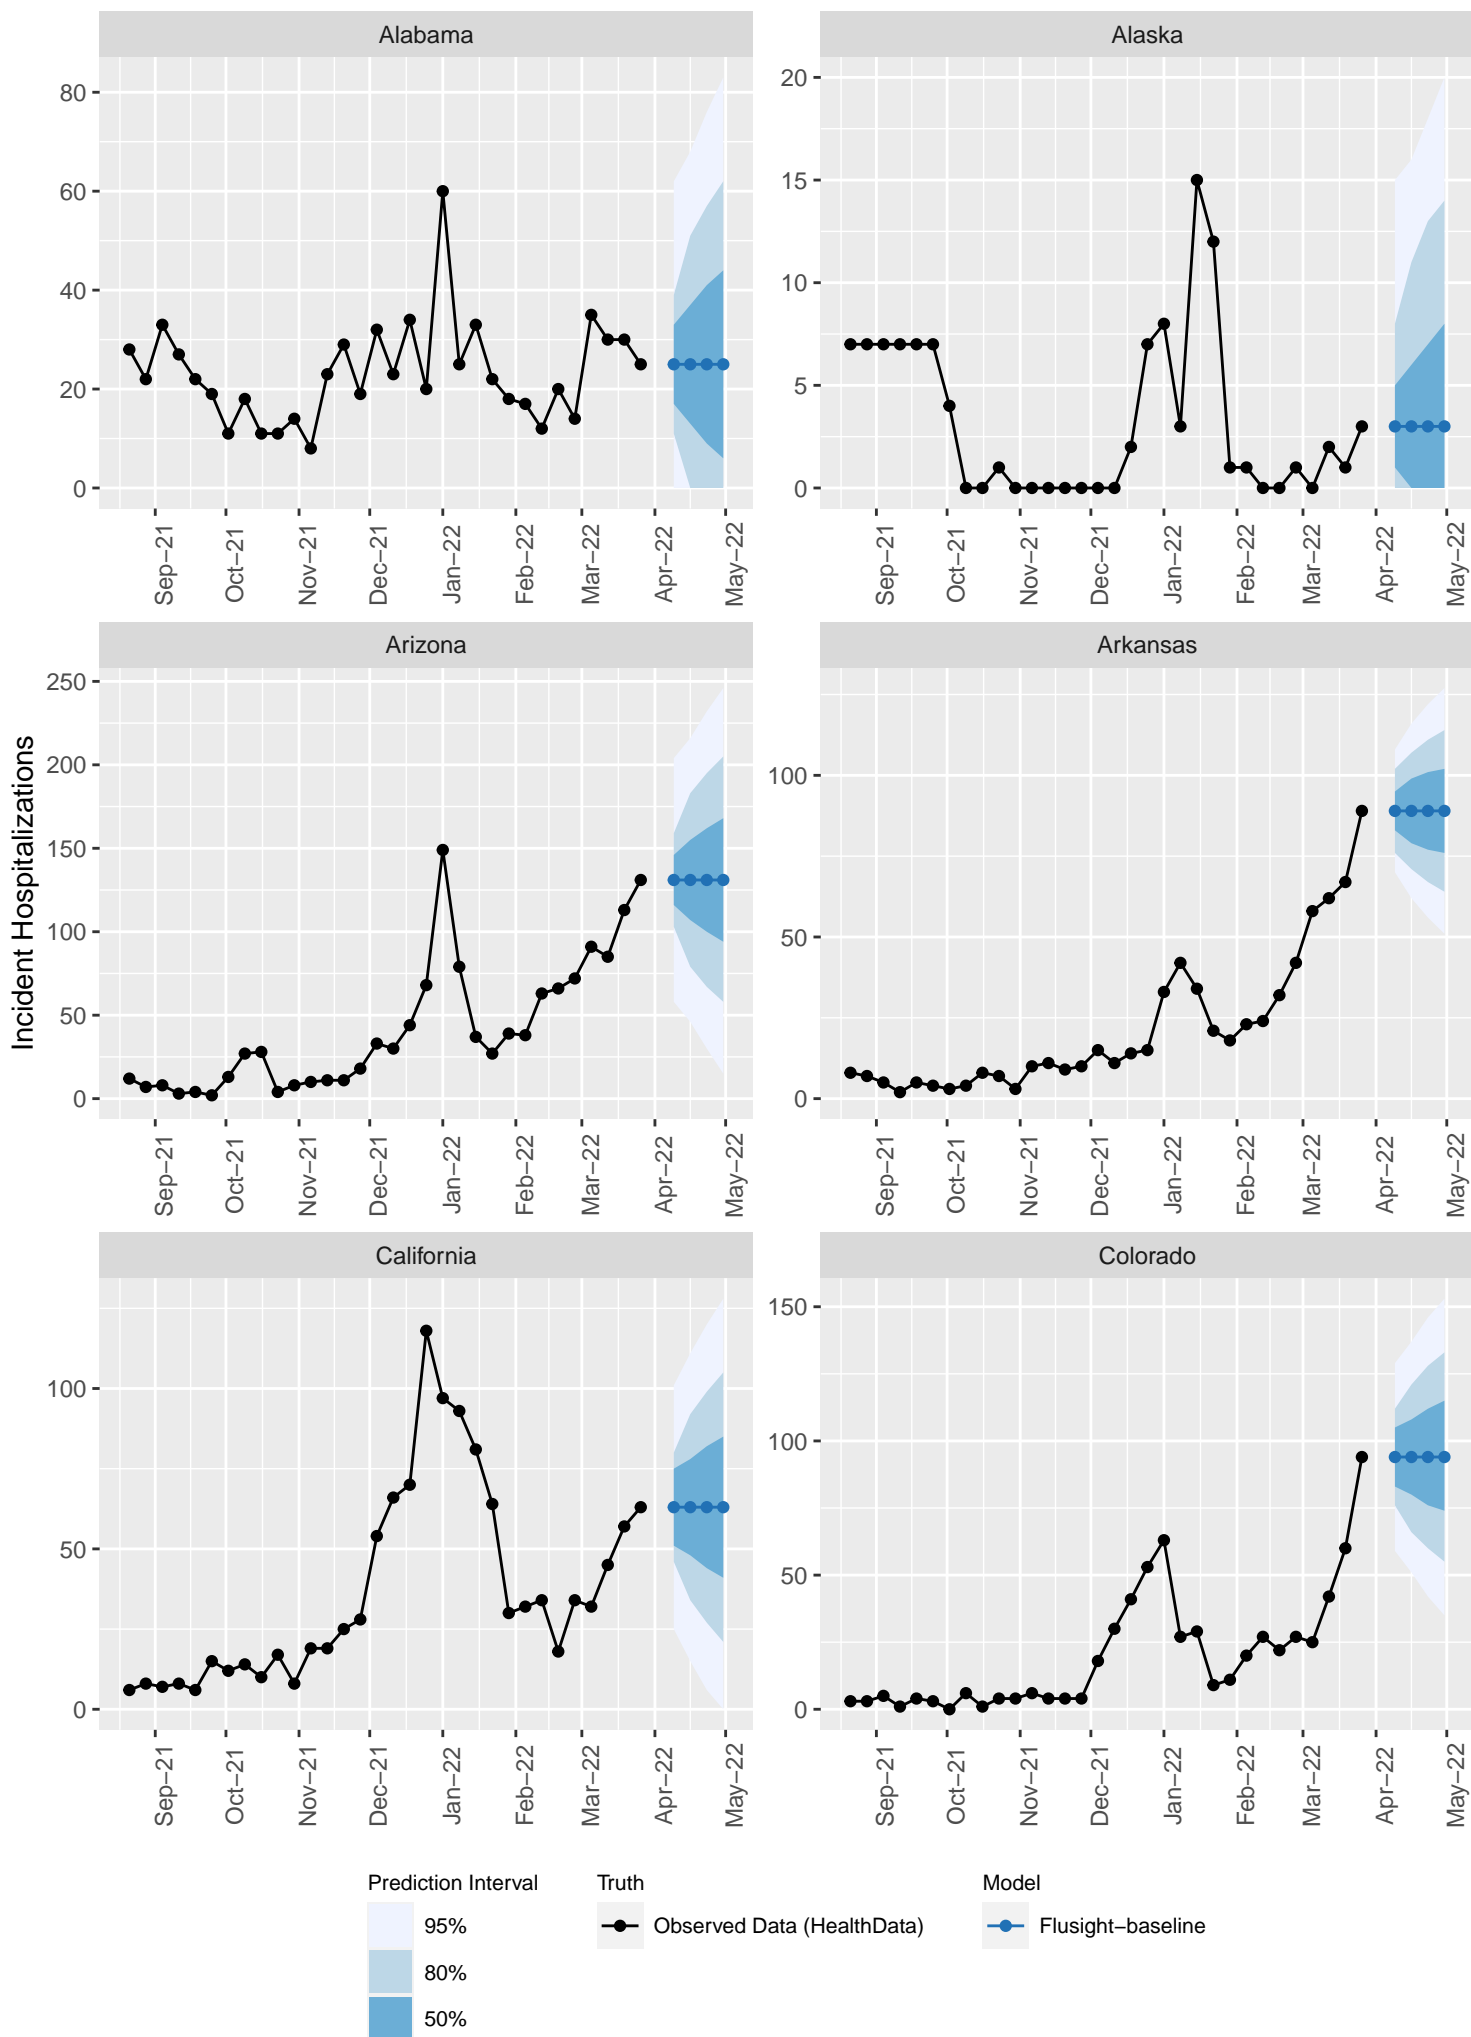 Alabama
Alaska
80
60
40
20
0
20
15
10
5
0
Sep−21
Oct−21
Nov−21
Dec−21
Jan−22
Feb−22
Mar−22
Apr−22
May−22
Sep−21
Oct−21
Nov−21
Dec−21
Jan−22
Feb−22
Mar−22
Apr−22
May−22
Incident Hospitalizations
Arizona
Arkansas
250
200
150
100
50
0
100
50
0
Sep−21
Oct−21
Nov−21
Dec−21
Jan−22
Feb−22
Mar−22
Apr−22
May−22
Sep−21
Oct−21
Nov−21
Dec−21
Jan−22
Feb−22
Mar−22
Apr−22
May−22
California
Colorado
100
50
0
150
100
50
0
Sep−21
Oct−21
Nov−21
Dec−21
Jan−22
Feb−22
Mar−22
Apr−22
May−22
Sep−21
Oct−21
Nov−21
Dec−21
Jan−22
Feb−22
Mar−22
Apr−22
May−22
Prediction Interval
95%
80%
50%
Truth
Observed Data (HealthData)
Model
Flusight−baseline